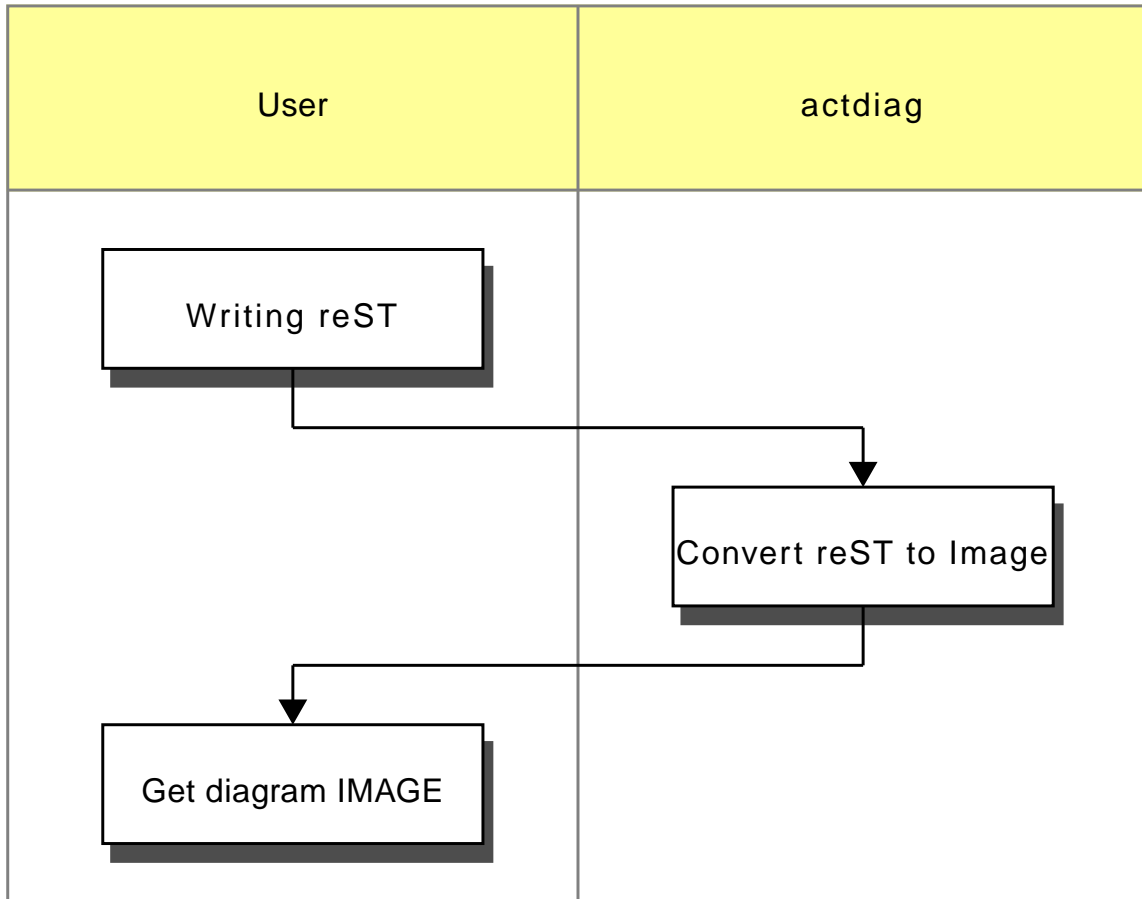 User
actdiag
Writing reST
Convert reST to Image
Get diagram IMAGE